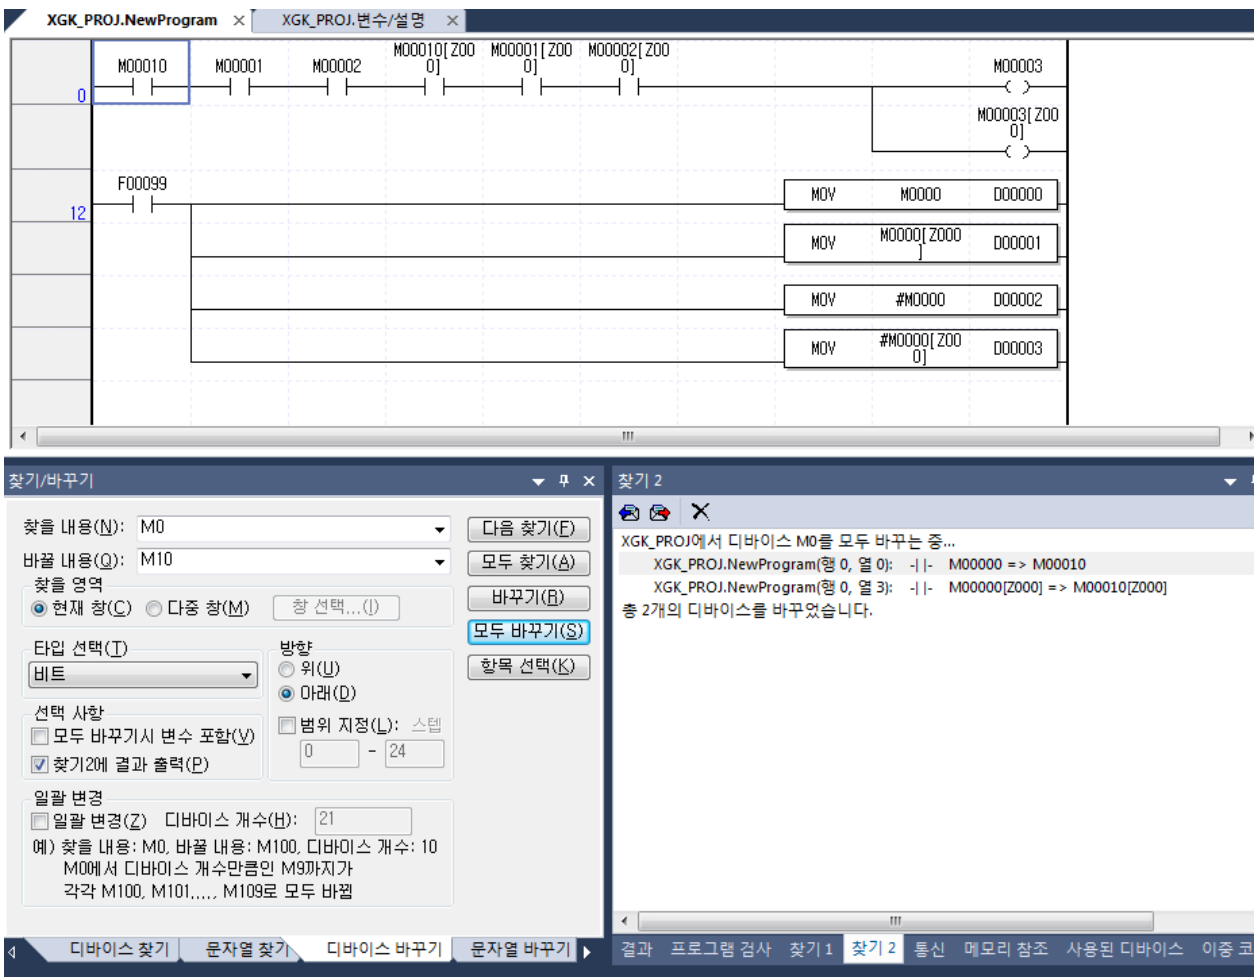 XGK_PROJ.NewProgram ×
XGK_PROJ.변수/설명 ×
M00010 M00001 M00002 M00010[Z00
0] M00001[Z00
0] M00002[Z00
0] M00003
0
M00003[Z00
0]
F00099
12
MOV M0000 D00000
MOV M0000[Z000
] D00001
MOV #M0000 D00002
MOV #M0000[Z00
0] D00003
찾기/바꾸기
찾을 내용(N): M0
다음 찾기(F)
바꿀 내용(O): M10
모두 찾기(A)
찾을 영역
현재 창(C) 다중 창(M) 창 선택...(I)
바꾸기(R)
모두 바꾸기(S)
항목 선택(K)
타입 선택(T)
비트
방향
위(U)
아래(D)
범위 지정(L): 스텝
0 - 24
선택 사항
모두 바꾸기시 변수 포함(V)
찾기2에 결과 출력(P)
일괄 변경
일괄 변경(Z) 디바이스 개수(H): 21
예) 찾을 내용: M0, 바꿀 내용: M100, 디바이스 개수: 10
M0에서 디바이스 개수만큼인 M9까지가
각각 M100, M101,..., M109로 모두 바뀜
디바이스 찾기 문자열 찾기 디바이스 바꾸기 문자열 바꾸기
찾기 2
XGK_PROJ에서 디바이스 M0를 모두 바꾸는 중...
XGK_PROJ.NewProgram(행 0, 열 0): -| |- M00000 => M00010
XGK_PROJ.NewProgram(행 0, 열 3): -| |- M00000[Z000] => M00010[Z000]
총 2개의 디바이스를 바꾸었습니다.
결과 프로그램 검사 찾기 1 찾기 2 통신 메모리 참조 사용된 디바이스 이중 코